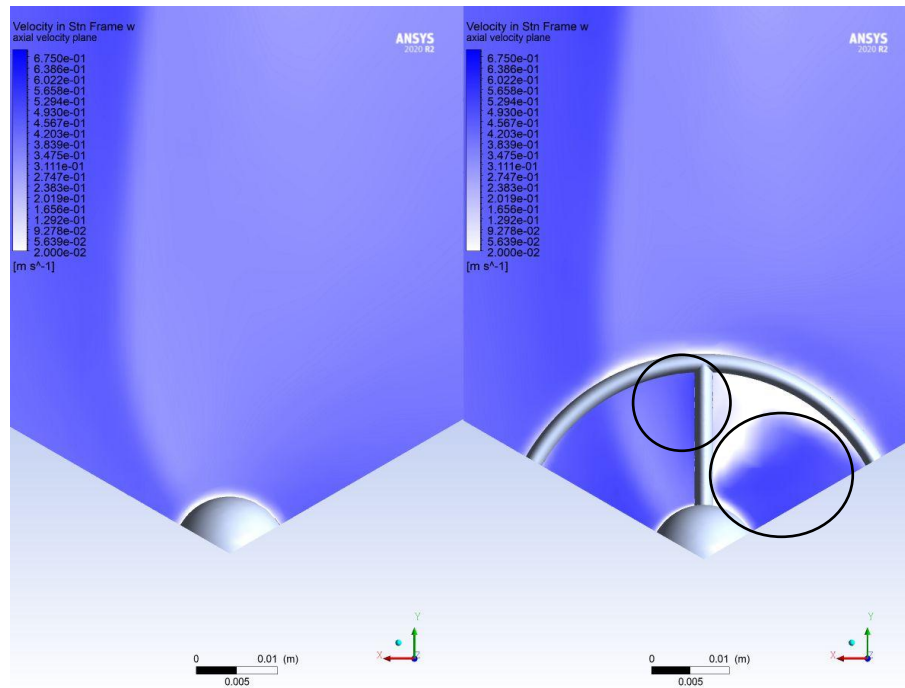 Velocity in Stn Frame w
axial velocity plane
ANSYS
2020 R2
6.750e-01
6.386e-01
6.022e-01
5.658e-01
5.294e-01
4.930e-01
4.567e-01
4.203e-01
3.839e-01
3.475e-01
3.111e-01
2.747e-01
2.383e-01
2.019e-01
1.656e-01
1.292e-01
9.278e-02
5.639e-02
2.000e-02
[m s^-1]
0 0.01 (m)
0.005
Y
X
Z
Velocity in Stn Frame w
axial velocity plane
ANSYS
2020 R2
6.750e-01
6.386e-01
6.022e-01
5.658e-01
5.294e-01
4.930e-01
4.567e-01
4.203e-01
3.839e-01
3.475e-01
3.111e-01
2.747e-01
2.383e-01
2.019e-01
1.656e-01
1.292e-01
9.278e-02
5.639e-02
2.000e-02
[m s^-1]
0 0.01 (m)
0.005
Y
X
Z